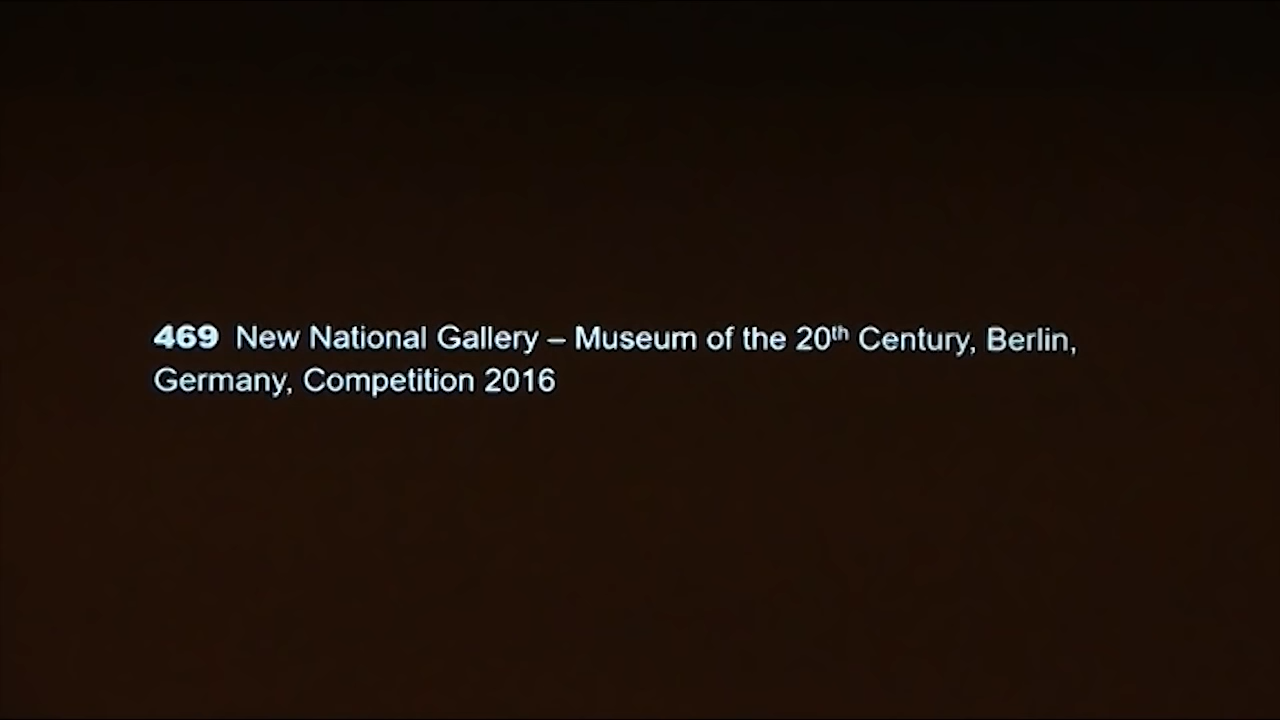 469 New National Gallery – Museum of the 20th Century, Berlin,
Germany, Competition 2016